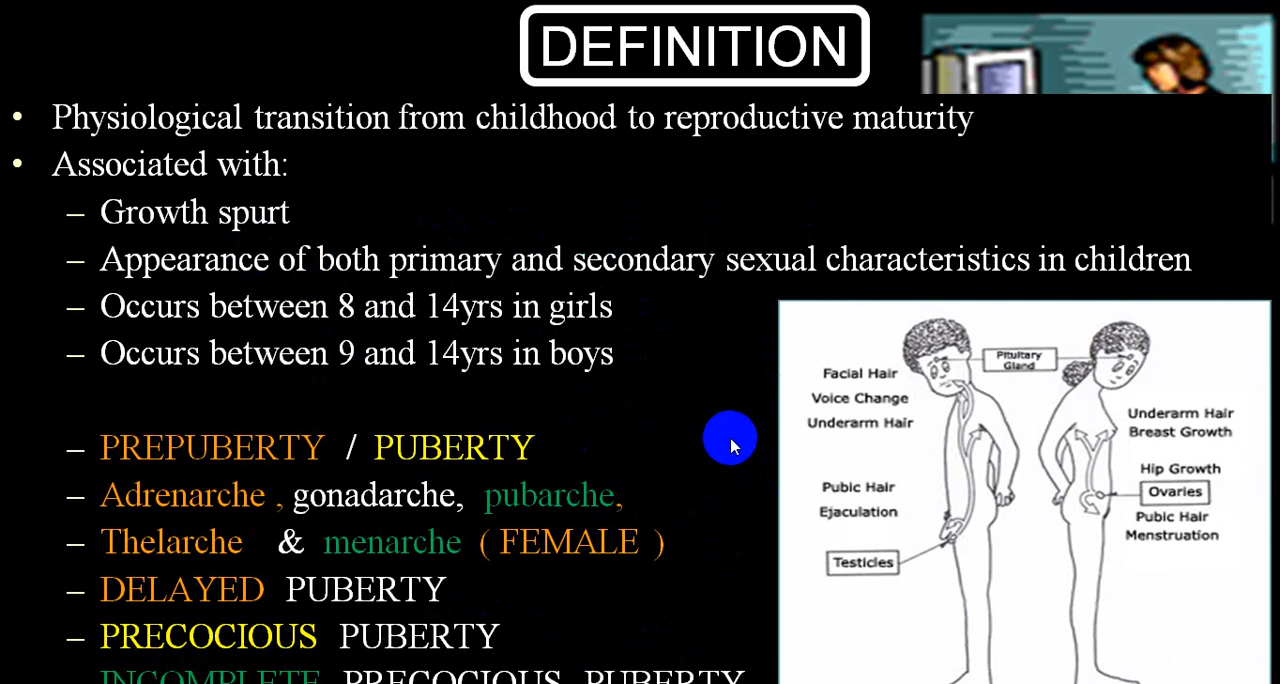 DEFINITION
• Physiological transition from childhood to reproductive maturity
• Associated with:
– Growth spurt
– Appearance of both primary and secondary sexual characteristics in children
– Occurs between 8 and 14yrs in girls
– Occurs between 9 and 14yrs in boys
– PREPUBERTY / PUBERTY
– Adrenarche , gonadarche, pubarche,
– Thelarche & menarche ( FEMALE )
– DELAYED PUBERTY
– PRECOCIOUS PUBERTY
INCOMPLETE PRECOCIOUS PUBERTY
Pituitary
Gland
Facial Hair
Voice Change
Underarm Hair
Pubic Hair
Ejaculation
Testicles
Underarm Hair
Breast Growth
Hip Growth
Ovaries
Pubic Hair
Menstruation